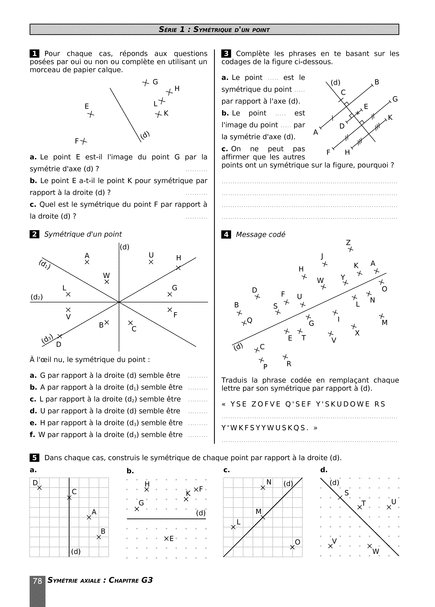 SÉRIE 1 : SYMÉTRIQUE D'UN POINT
1 Pour chaque cas, réponds aux questions
posées par oui ou non ou complète en utilisant un
morceau de papier calque.
G
H
L
E
K
F
(d)
a. Le point E est-il l'image du point G par la
symétrie d'axe (d) ? ..........
b. Le point E a-t-il le point K pour symétrique par
rapport à la droite (d) ? ..........
c. Quel est le symétrique du point F par rapport à
la droite (d) ? ..........
2 Symétrique d'un point
(d)
A
U
H
(d₁)
W
L
G
(d₂)
V
F
B
C
(d₃)
D
À l'œil nu, le symétrique du point :
a. G par rapport à la droite (d) semble être .........
b. A par rapport à la droite (d₁) semble être .........
c. L par rapport à la droite (d₂) semble être .........
d. U par rapport à la droite (d) semble être .........
e. H par rapport à la droite (d₂) semble être .........
f. W par rapport à la droite (d₃) semble être .........
3 Complète les phrases en te basant sur les
codages de la figure ci-dessous.
a. Le point ..... est le
symétrique du point .....
par rapport à l'axe (d).
b. Le point ..... est
l'image du point ..... par
la symétrie d'axe (d).
c. On ne peut pas
affirmer que les autres
points ont un symétrique sur la figure, pourquoi ?
(d)
B
C
G
E
D
K
A
F
H
4 Message codé
Z
J
K
A
H
Y
W
O
D
F
U
L
N
B
S
Q
G
I
M
E
T
X
V
(d)
C
P
R
Traduis la phrase codée en remplaçant chaque
lettre par son symétrique par rapport à (d).
« YSE ZOFVE Q'SEF Y'SKUDOWE RS
Y'WKFSYYWUSKQS. »
5 Dans chaque cas, construis le symétrique de chaque point par rapport à la droite (d).
a.
b.
c.
d.
D
C
A
B
(d)
H
F
K
G
(d)
E
N
(d)
M
L
O
(d)
S
T
U
V
W
78 SYMÉTRIE AXIALE : CHAPITRE G3